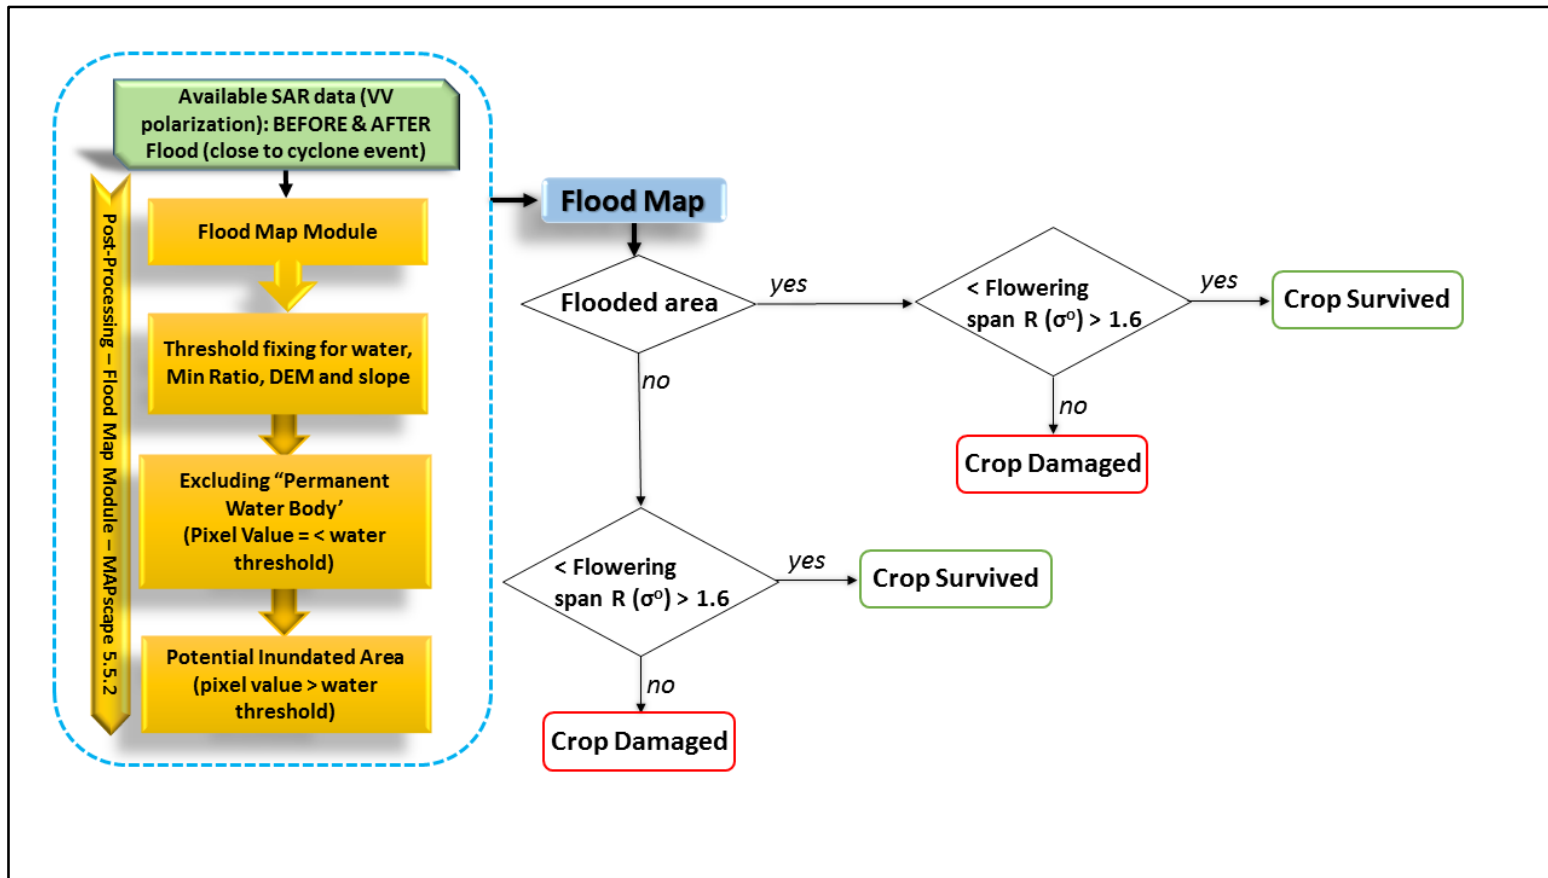 Available SAR data (VV
polarization): BEFORE & AFTER
Flood (close to cyclone event)
Post-Processing – Flood Map Module – MAPscape 5.5.2
Flood Map Module
Threshold fixing for water,
Min Ratio, DEM and slope
Excluding “Permanent
Water Body’
(Pixel Value = < water
threshold)
Potential Inundated Area
(pixel value > water
threshold)
Flood Map
Flooded area
yes
< Flowering
span R (σº) > 1.6
yes
Crop Survived
no
Crop Damaged
no
< Flowering
span R (σº) > 1.6
yes
Crop Survived
no
Crop Damaged